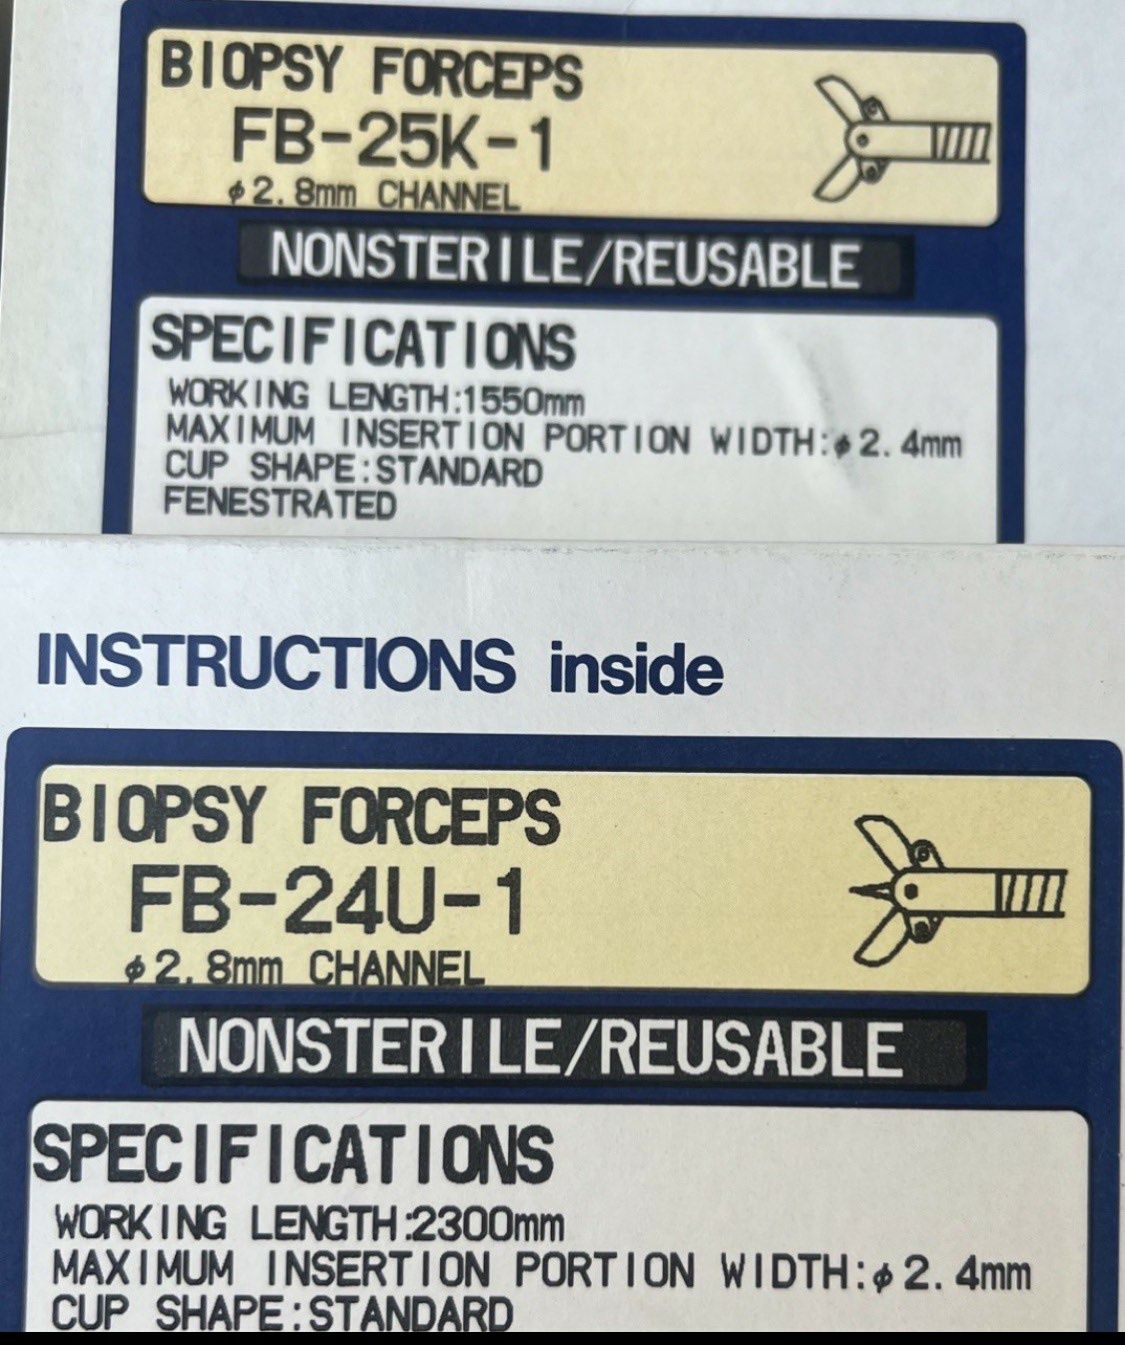 BIOPSY FORCEPS
FB-25K-1
φ2.8mm CHANNEL
NONSTERILE/REUSABLE
SPECIFICATIONS
WORKING LENGTH:1550mm
MAXIMUM INSERTION PORTION WIDTH:φ2.4mm
CUP SHAPE:STANDARD
FENESTRATED
INSTRUCTIONS inside
BIOPSY FORCEPS
FB-24U-1
φ2.8mm CHANNEL
NONSTERILE/REUSABLE
SPECIFICATIONS
WORKING LENGTH:2300mm
MAXIMUM INSERTION PORTION WIDTH:φ2.4mm
CUP SHAPE:STANDARD